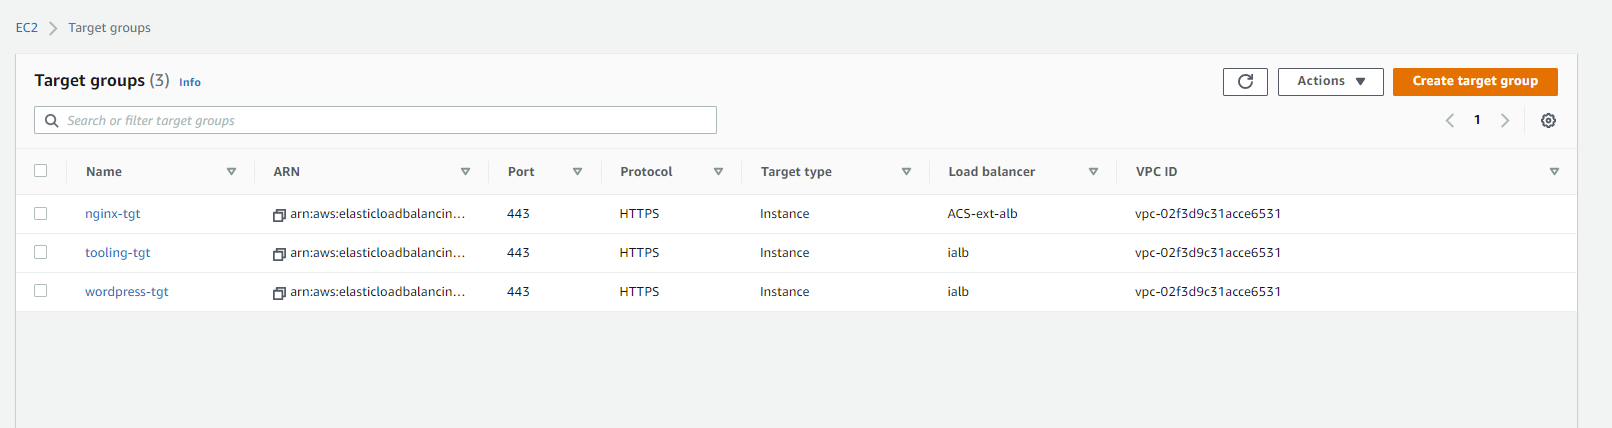 EC2 > Target groups
Target groups (3) Info
Actions
Create target group
Search or filter target groups
1
Name ARN Port Protocol Target type Load balancer VPC ID
nginx-tgt arn:aws:elasticloadbalancin... 443 HTTPS Instance ACS-ext-alb vpc-02f3d9c31acce6531
tooling-tgt arn:aws:elasticloadbalancin... 443 HTTPS Instance ialb vpc-02f3d9c31acce6531
wordpress-tgt arn:aws:elasticloadbalancin... 443 HTTPS Instance ialb vpc-02f3d9c31acce6531